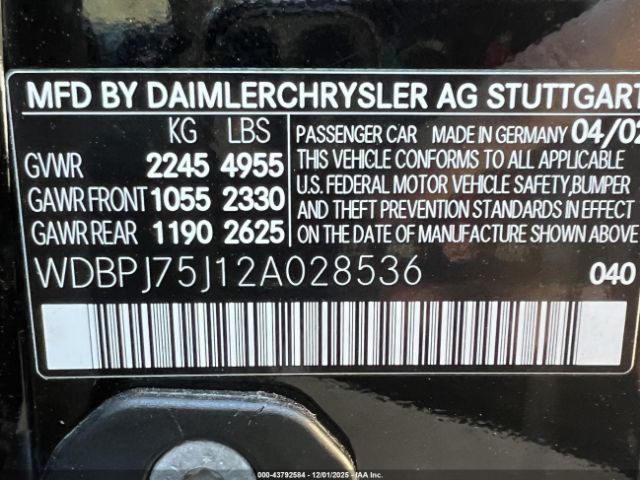 MFD BY DAIMLERCHRYSLER AG STUTTGART
KG LBS
GVWR 2245 4955
GAWR FRONT 1055 2330
GAWR REAR 1190 2625
PASSENGER CAR MADE IN GERMANY 04/02
THIS VEHICLE CONFORMS TO ALL APPLICABLE
U.S. FEDERAL MOTOR VEHICLE SAFETY,BUMPER
AND THEFT PREVENTION STANDARDS IN EFFECT
ON THE DATE OF MANUFACTURE SHOWN ABOVE
WDBPJ75J12A028536 040
000-43792584 | 12/01/2025 | IAA Inc.